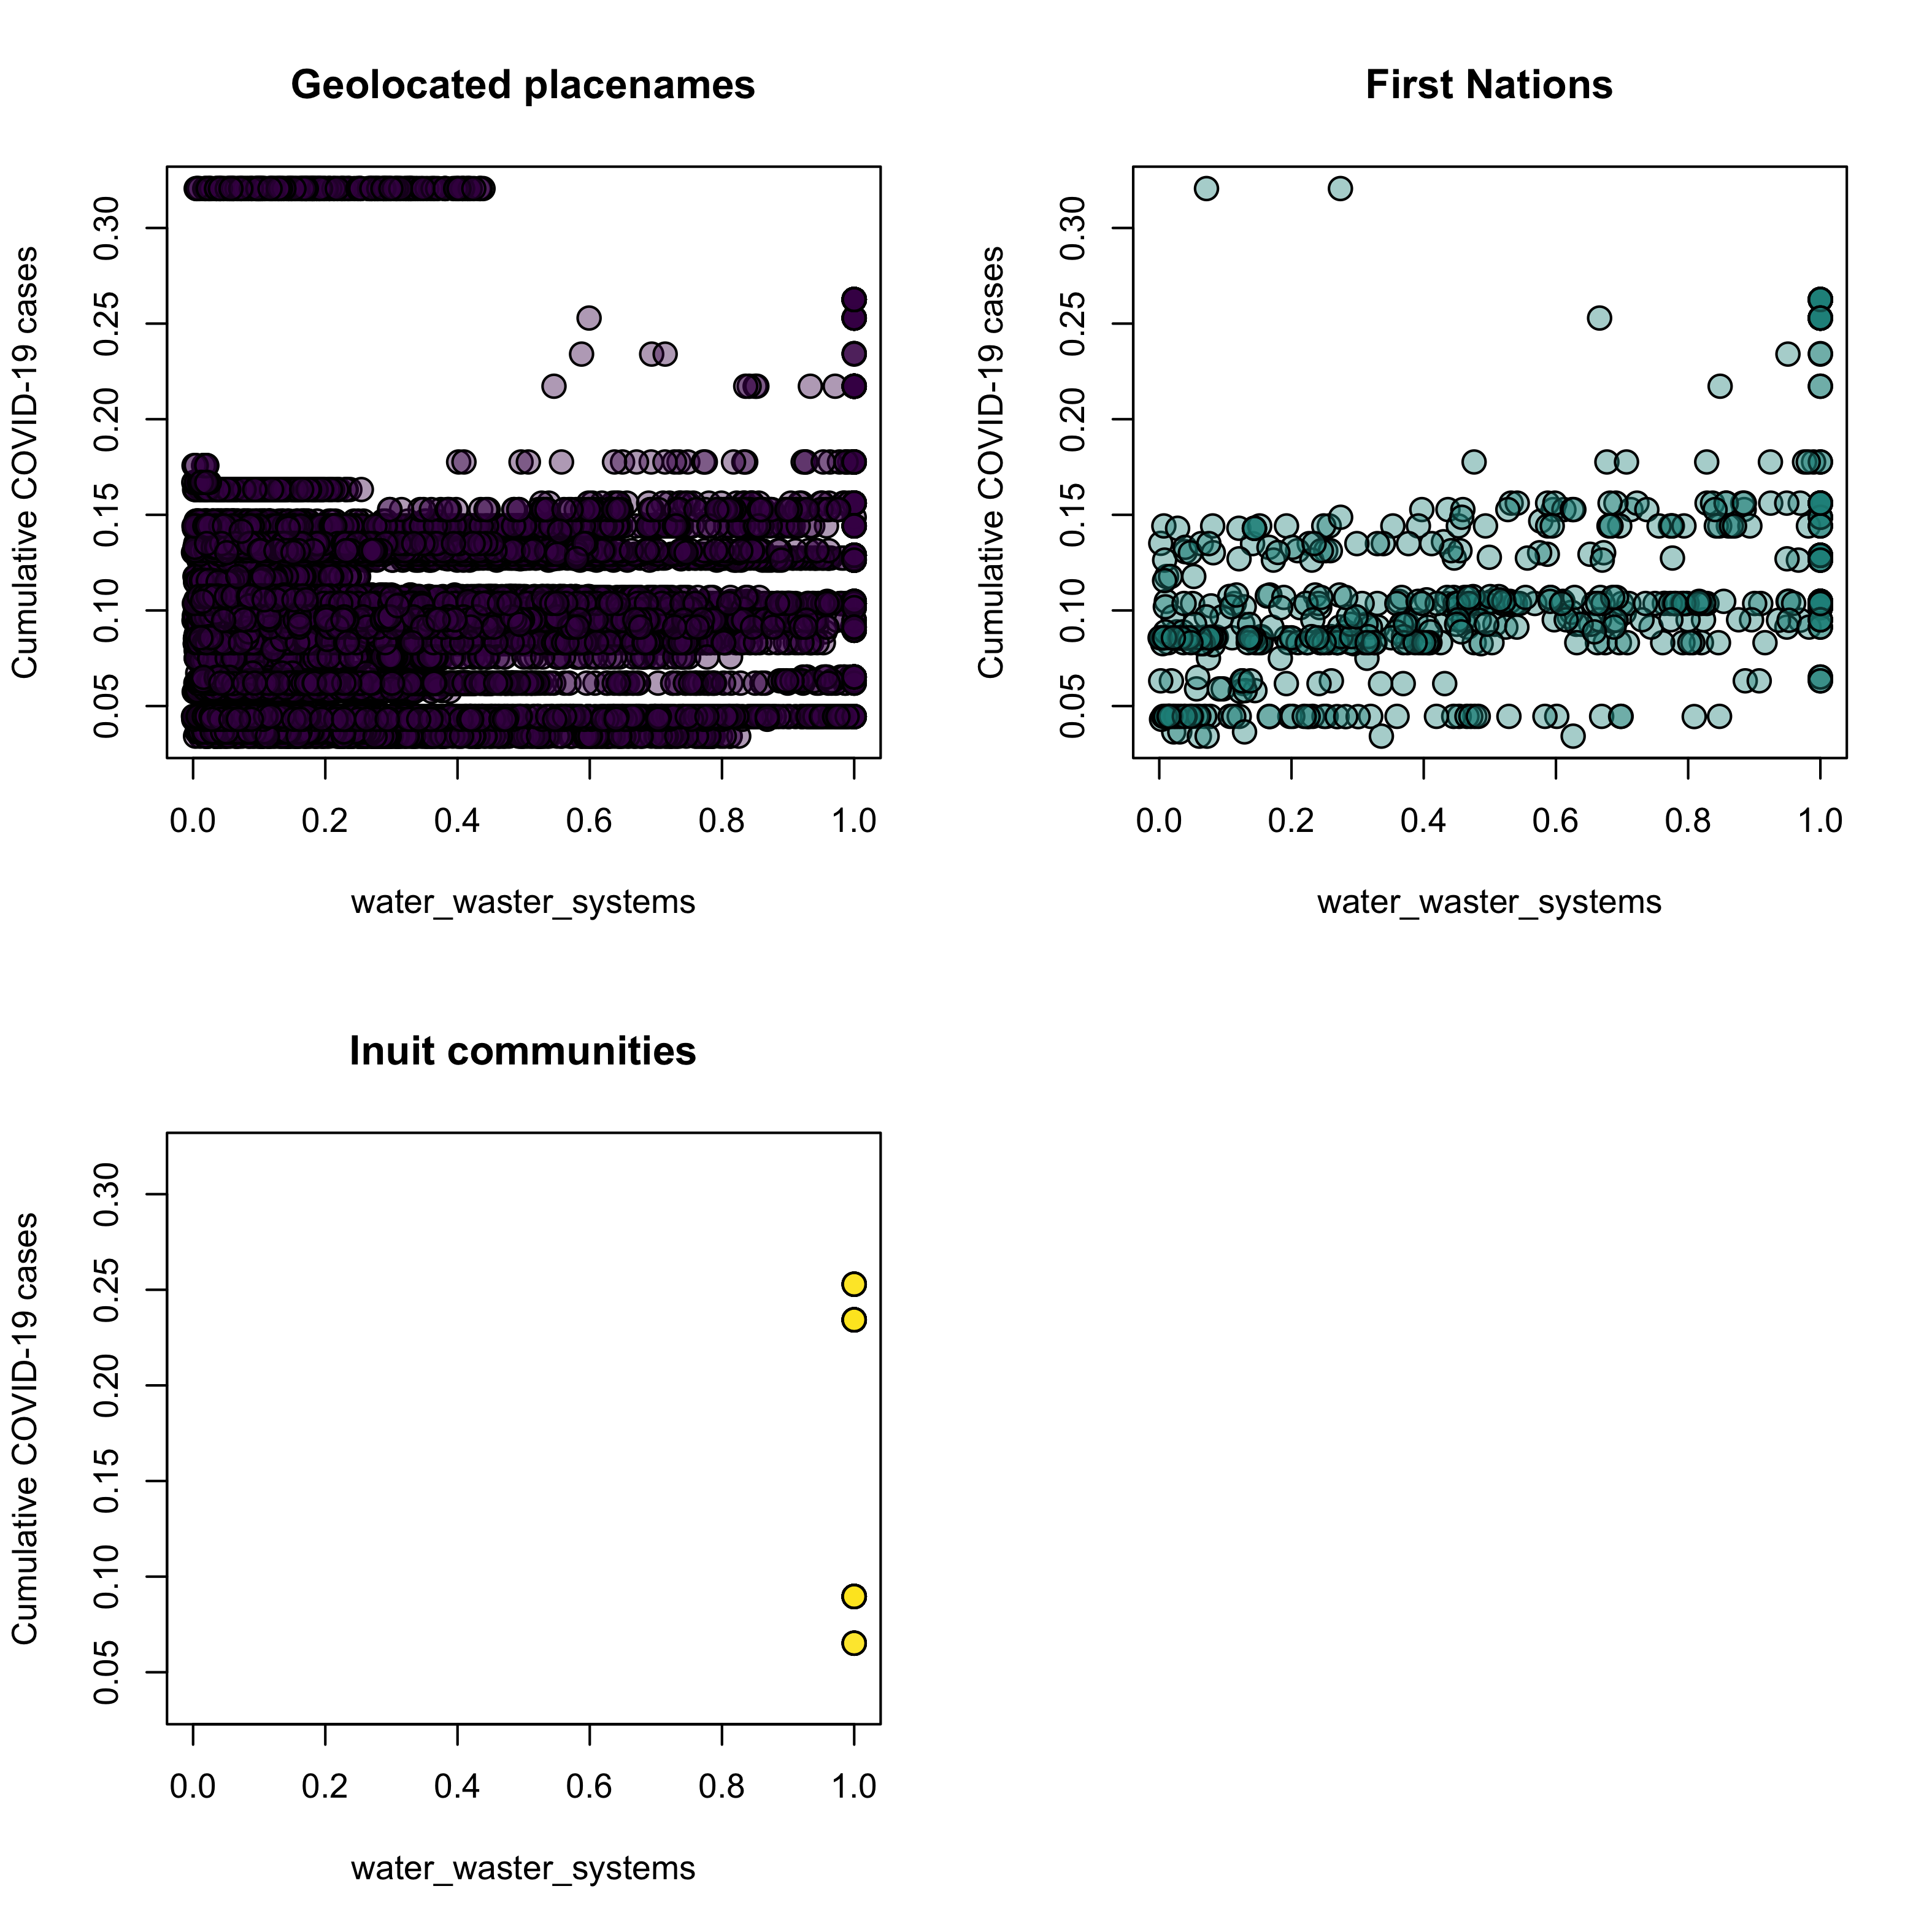 Geolocated placenames
Cumulative COVID-19 cases
0.30
0.25
0.20
0.15
0.10
0.05
0.0 0.2 0.4 0.6 0.8 1.0
water_waster_systems
First Nations
Cumulative COVID-19 cases
0.30
0.25
0.20
0.15
0.10
0.05
0.0 0.2 0.4 0.6 0.8 1.0
water_waster_systems
Inuit communities
Cumulative COVID-19 cases
0.30
0.25
0.20
0.15
0.10
0.05
0.0 0.2 0.4 0.6 0.8 1.0
water_waster_systems